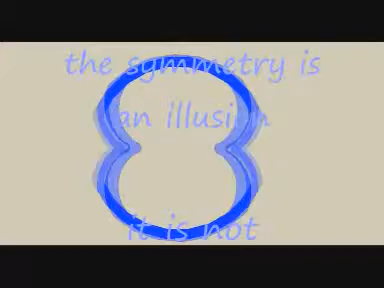 the symmetry is
an illusion
it is not